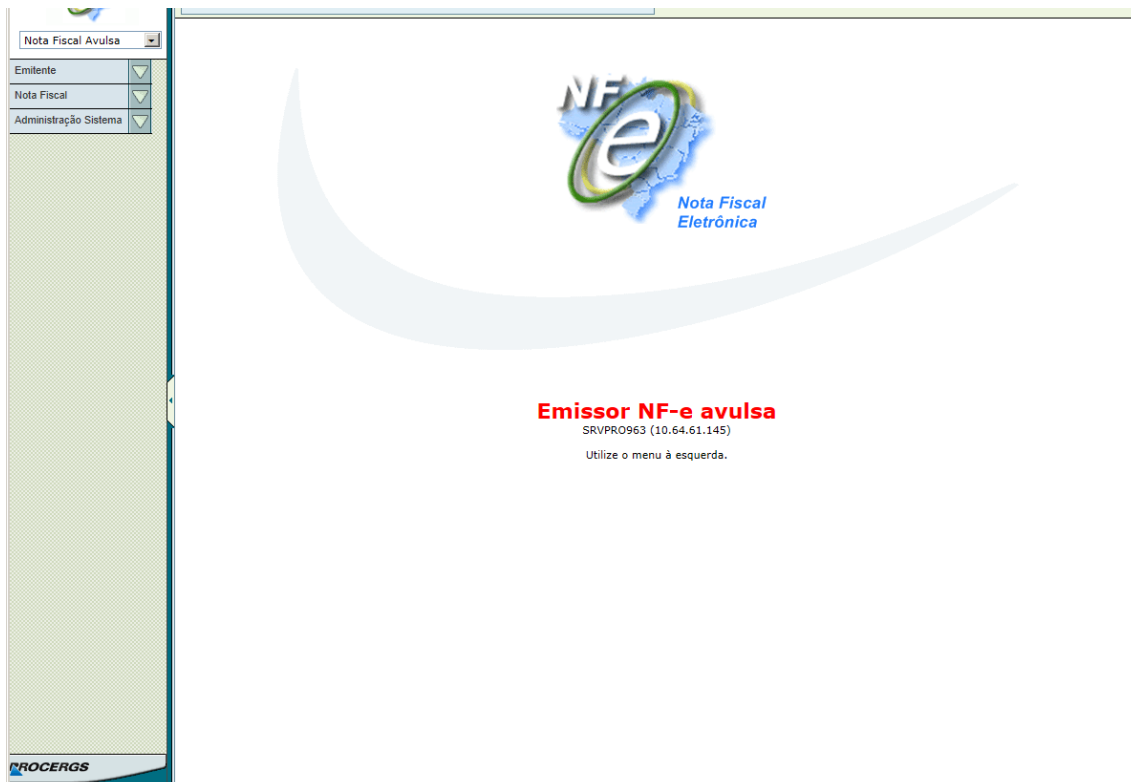 Nota Fiscal Avulsa
Emitente
Nota Fiscal
Administração Sistema
NF
e
Nota Fiscal
Eletrônica
Emissor NF-e avulsa
SRVPRO963 (10.64.61.145)
Utilize o menu à esquerda.
PROCERGS